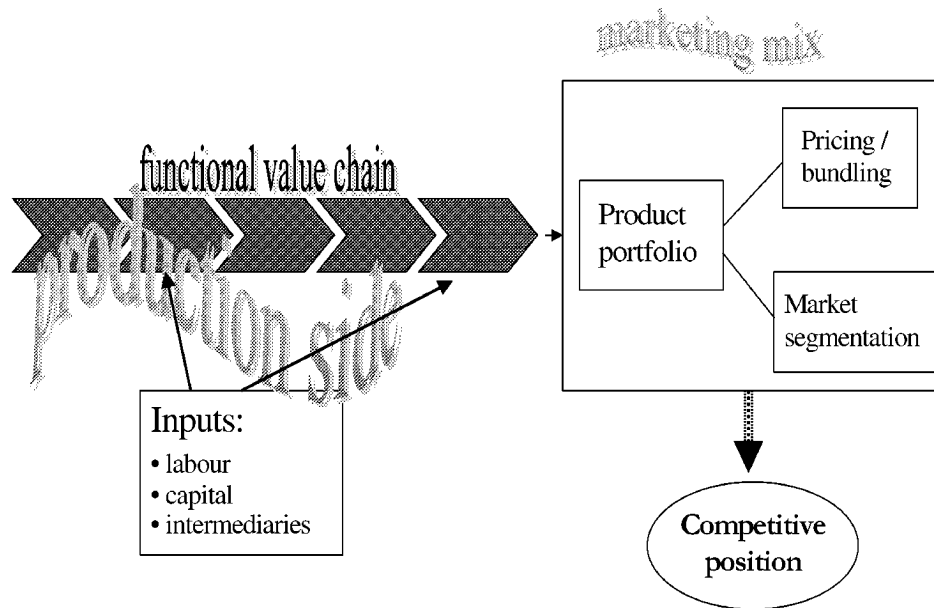 marketing mix
functional value chain
production side
Inputs:
• labour
• capital
• intermediaries
Product
portfolio
Pricing /
bundling
Market
segmentation
Competitive
position